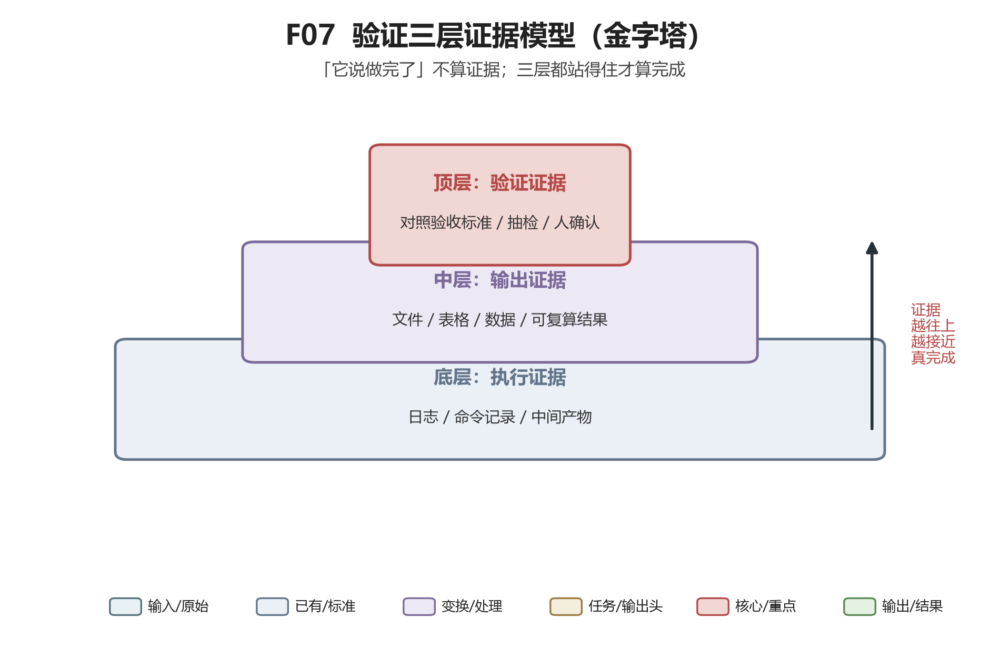 F07 验证三层证据模型（金字塔）
「它说做完了」不算证据；三层都站得住才算完成
顶层：验证证据
对照验收标准 / 抽检 / 人确认
中层：输出证据
文件 / 表格 / 数据 / 可复算结果
证据
越往上
越接近
真完成
底层：执行证据
日志 / 命令记录 / 中间产物
输入/原始
已有/标准
变换/处理
任务/输出头
核心/重点
输出/结果